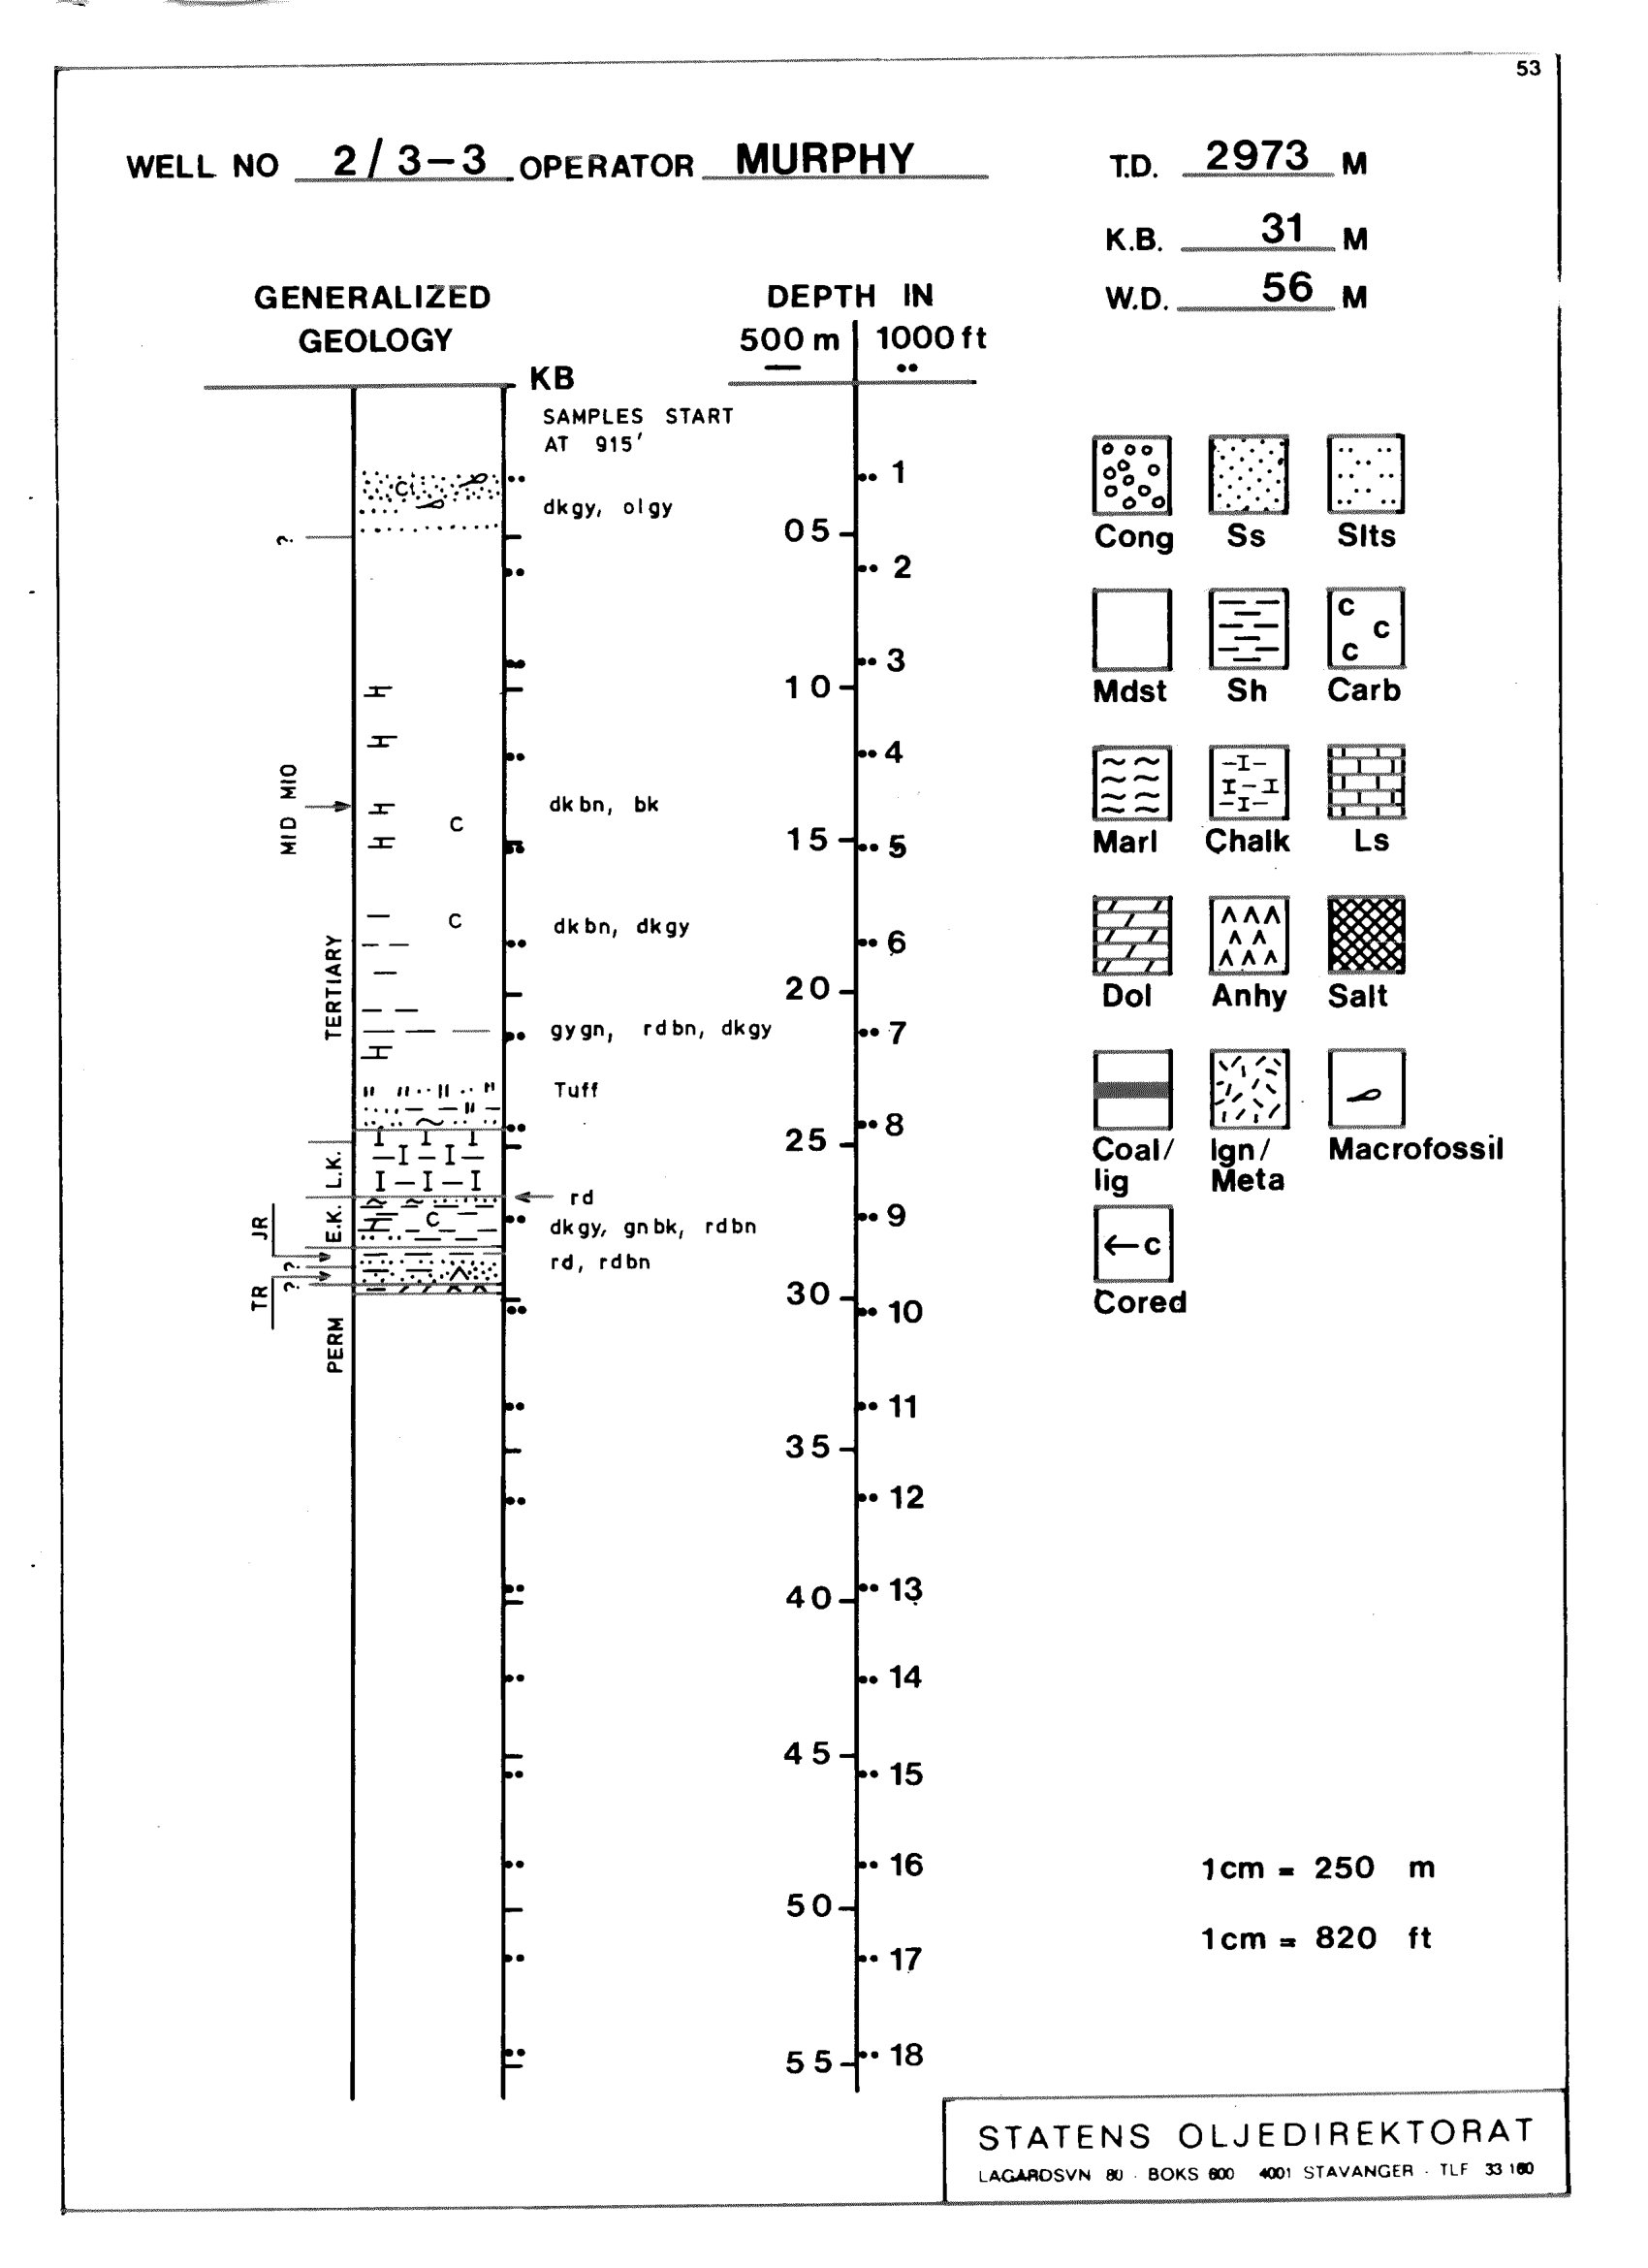 53
WELL NO 2/3-3 OPERATOR MURPHY T.D. 2973 M
K.B. 31 M
W.D. 56 M
GENERALIZED
GEOLOGY
DEPTH IN
500 m 1000 ft
KB
SAMPLES START
AT 915'
dkgy, olgy
?
MID MIO
dkbn, bk
C
C
dkbn, dkgy
TERTIARY
gygn, rdbn, dkgy
Tuff
L.K.
rd
E.K.
C
dkgy, gnbk, rdbn
JR
rd, rdbn
?
?
TR
PERM
1
05
2
3
10
4
15
5
6
20
7
8
25
9
30
10
11
35
12
13
40
14
45
15
16
50
17
55
18
Cong Ss Slts
C
C
C
Mdst Sh Carb
Marl Chalk Ls
Dol Anhy Salt
Coal/
lig
Ign/
Meta
Macrofossil
←C
Cored
1cm = 250 m
1cm = 820 ft
STATENS OLJEDIREKTORAT
LAGARDSVN 80 · BOKS 600 4001 STAVANGER · TLF 33 160